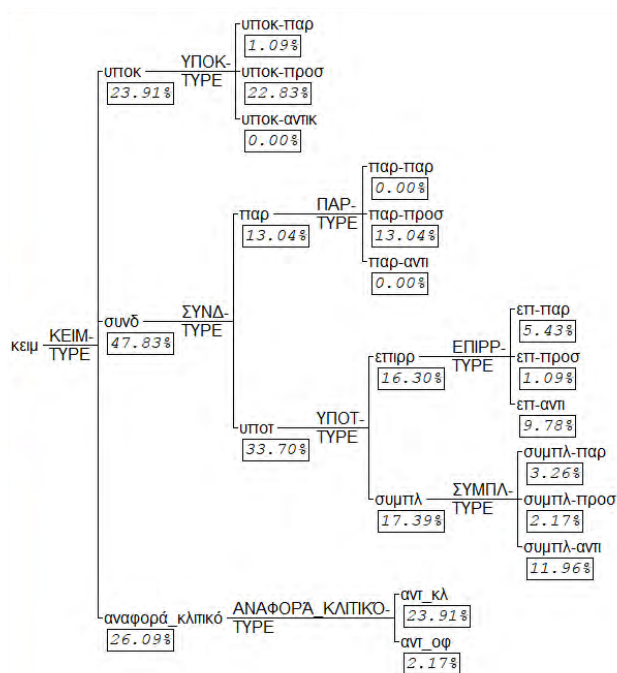 υποκ-παρ
1.09%
υποκ ΥΠΟΚ-
TYPE
23.91%
υποκ-προσ
22.83%
υποκ-αντικ
0.00%
παρ-παρ
0.00%
παρ ΠΑΡ-
TYPE
13.04%
παρ-προσ
13.04%
παρ-αντι
0.00%
κειμ ΚΕΙΜ-
TYPE
συνδ ΣΥΝΔ-
TYPE
47.83%
επ-παρ
5.43%
επιρρ ΕΠΙΡΡ-
TYPE
16.30%
επ-προσ
1.09%
επ-αντι
9.78%
υποτ ΥΠΟΤ-
TYPE
33.70%
συμπλ-παρ
3.26%
συμπλ ΣΥΜΠΛ-
TYPE
17.39%
συμπλ-προσ
2.17%
συμπλ-αντι
11.96%
αναφορά_κλιτικό ΑΝΑΦΟΡΆ_ΚΛΙΤΙΚΌ-
TYPE
26.09%
αντ_κλ
23.91%
αντ_οφ
2.17%